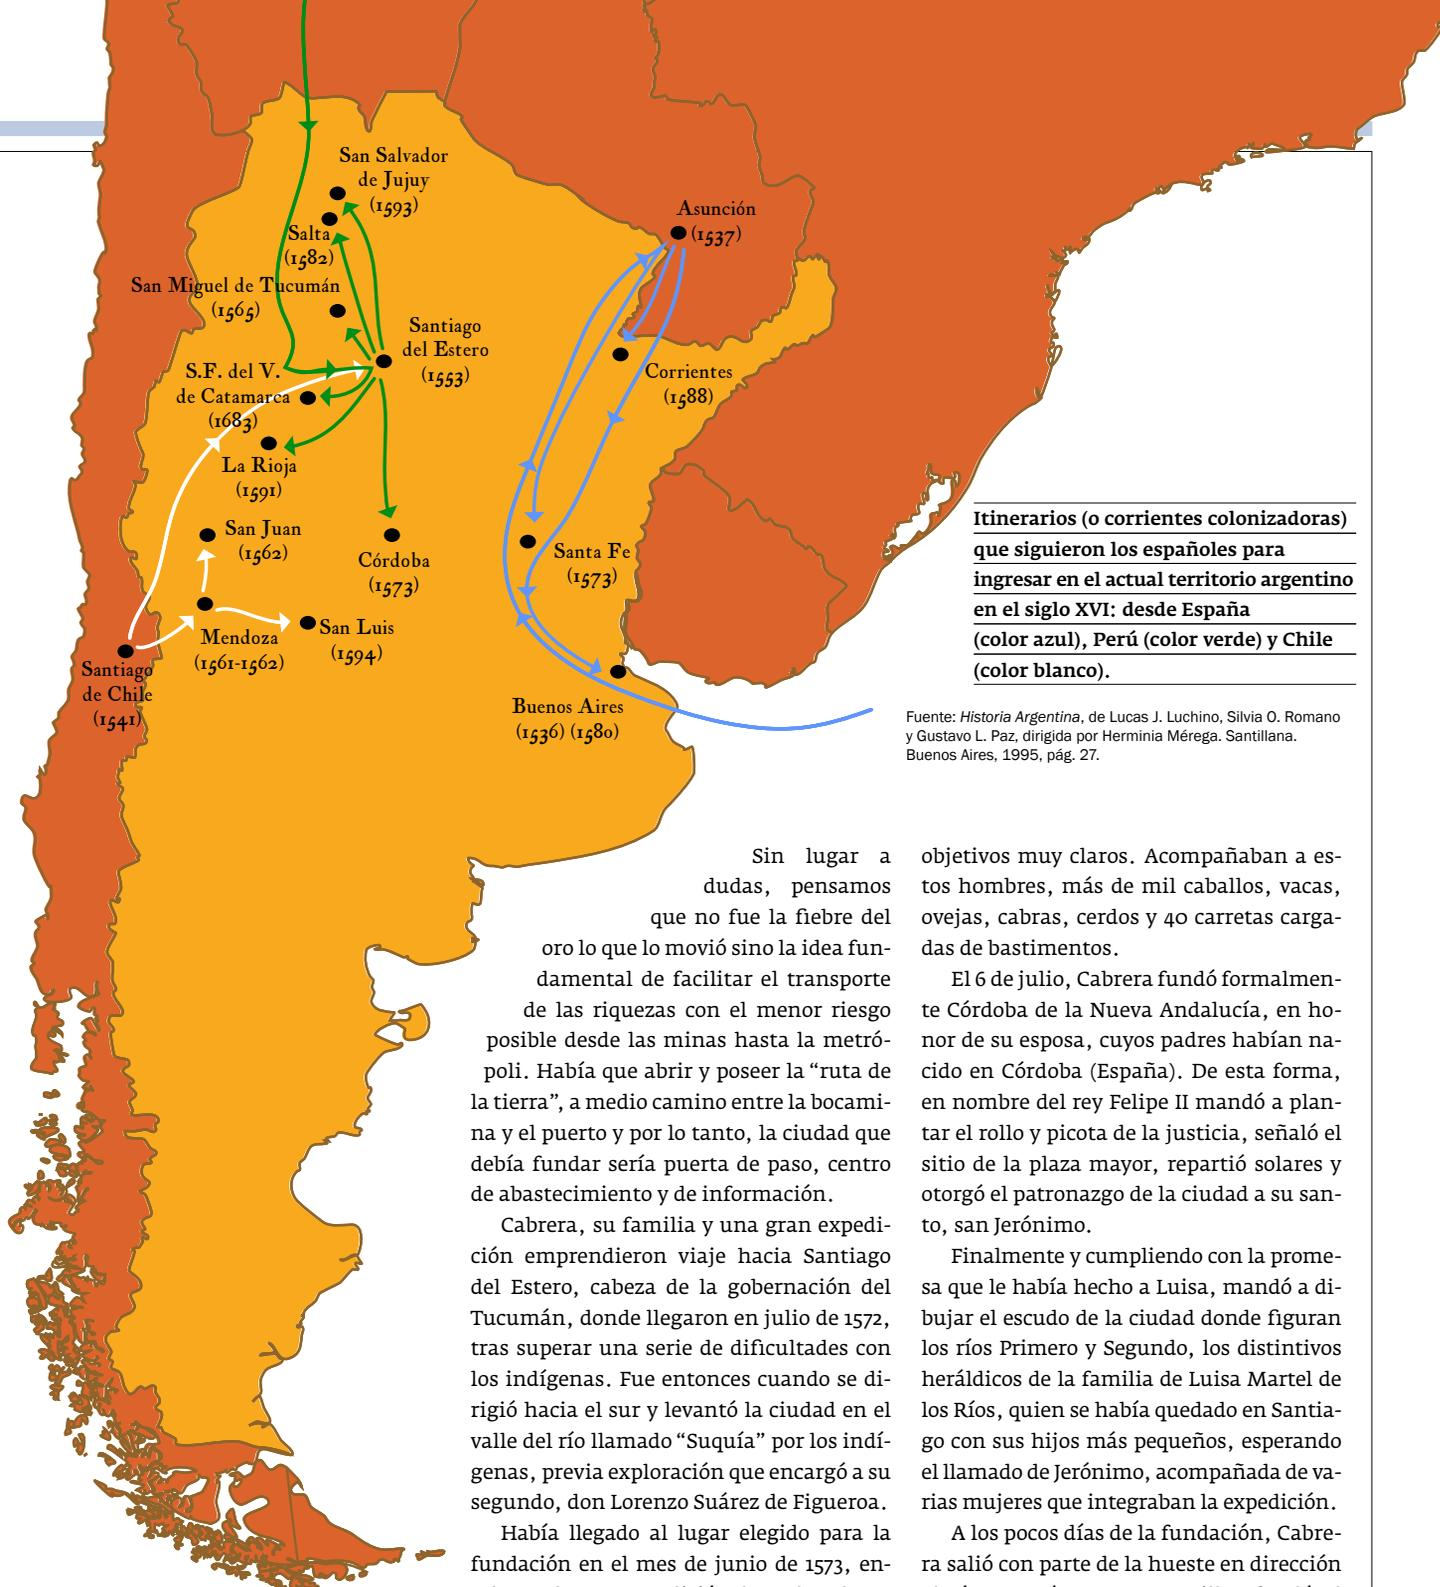 San Salvador
de Jujuy
(1593)
Salta
(1582)
San Miguel de Tucumán
(1565)
Santiago
del Estero
(1553)
S.F. del V.
de Catamarca
(1683)
La Rioja
(1591)
San Juan
(1562)
Córdoba
(1573)
Mendoza
(1561-1562)
San Luis
(1594)
Santiago
de Chile
(1541)
Asunción
(1537)
Corrientes
(1588)
Santa Fe
(1573)
Buenos Aires
(1536) (1580)
Itinerarios (o corrientes colonizadoras)
que siguieron los españoles para
ingresar en el actual territorio argentino
en el siglo XVI: desde España
(color azul), Perú (color verde) y Chile
(color blanco).
Fuente: Historia Argentina, de Lucas J. Luchino, Silvia O. Romano
y Gustavo L. Paz, dirigida por Herminia Mérega. Santillana.
Buenos Aires, 1995, pág. 27.
Sin lugar a
dudas, pensamos
que no fue la fiebre del
oro lo que lo movió sino la idea fun-
damental de facilitar el transporte
de las riquezas con el menor riesgo
posible desde las minas hasta la metró-
poli. Había que abrir y poseer la “ruta de
la tierra”, a medio camino entre la bocami-
na y el puerto y por lo tanto, la ciudad que
debía fundar sería puerta de paso, centro
de abastecimiento y de información.
Cabrera, su familia y una gran expedi-
ción emprendieron viaje hacia Santiago
del Estero, cabeza de la gobernación del
Tucumán, donde llegaron en julio de 1572,
tras superar una serie de dificultades con
los indígenas. Fue entonces cuando se di-
rigió hacia el sur y levantó la ciudad en el
valle del río llamado “Suquía” por los indí-
genas, previa exploración que encargó a su
segundo, don Lorenzo Suárez de Figueroa.
Había llegado al lugar elegido para la
fundación en el mes de junio de 1573, en-
objetivos muy claros. Acompañaban a es-
tos hombres, más de mil caballos, vacas,
ovejas, cabras, cerdos y 40 carretas carga-
das de bastimentos.
El 6 de julio, Cabrera fundó formalmen-
te Córdoba de la Nueva Andalucía, en ho-
nor de su esposa, cuyos padres habían na-
cido en Córdoba (España). De esta forma,
en nombre del rey Felipe II mandó a plan-
tar el rollo y picota de la justicia, señaló el
sitio de la plaza mayor, repartió solares y
otorgó el patronazgo de la ciudad a su san-
to, san Jerónimo.
Finalmente y cumpliendo con la prome-
sa que le había hecho a Luisa, mandó a di-
bujar el escudo de la ciudad donde figuran
los ríos Primero y Segundo, los distintivos
heráldicos de la familia de Luisa Martel de
los Ríos, quien se había quedado en Santia-
go con sus hijos más pequeños, esperando
el llamado de Jerónimo, acompañada de va-
rias mujeres que integraban la expedición.
A los pocos días de la fundación, Cabre-
ra salió con parte de la hueste en dirección